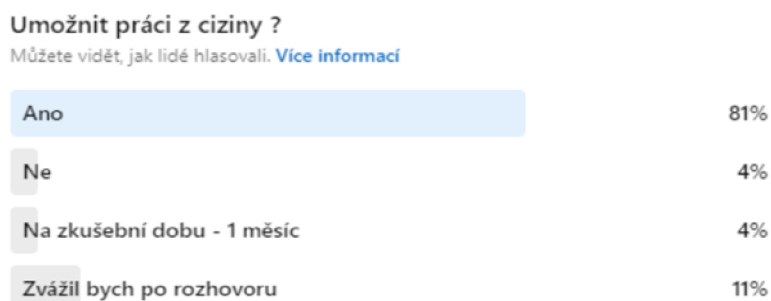 Umožnit práci z ciziny ?
Můžete vidět, jak lidé hlasovali. Více informací
Ano 81%
Ne 4%
Na zkušební dobu - 1 měsíc 4%
Zvážil bych po rozhovoru 11%